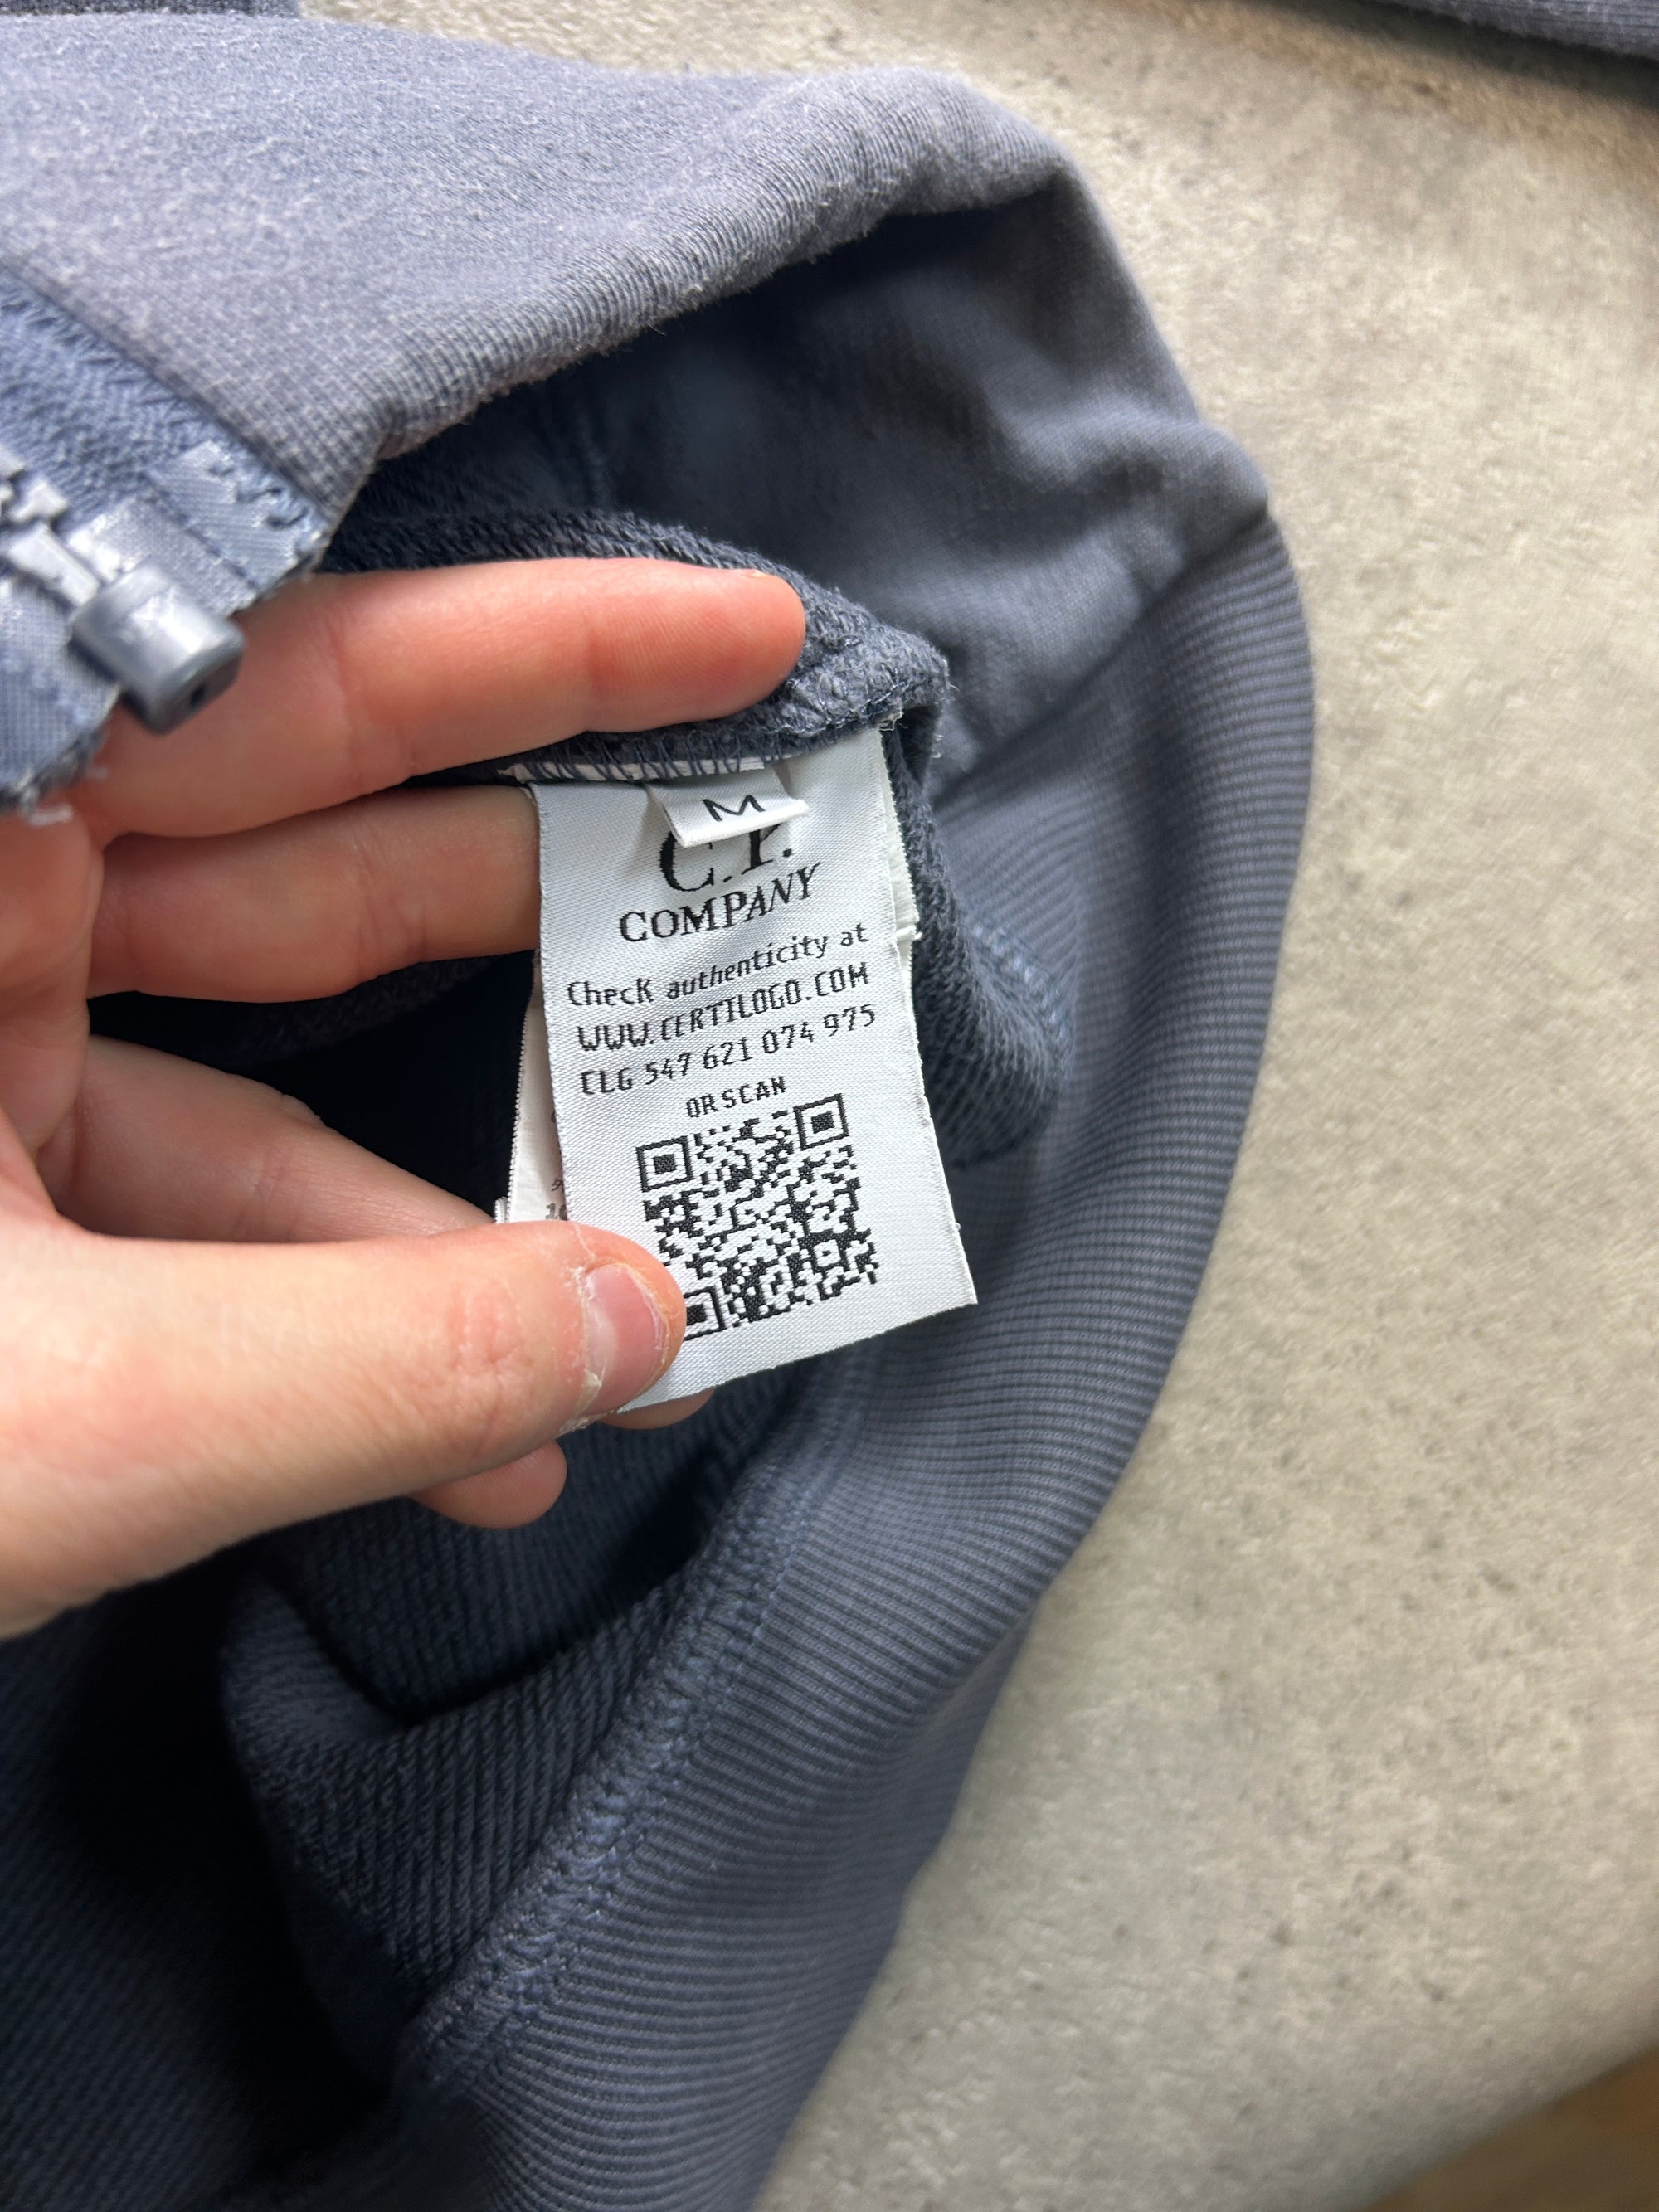 M
C.P.
COMPANY
Check authenticity at
WWW.CERTILOGO.COM
CLG 547 621 074 975
OR SCAN